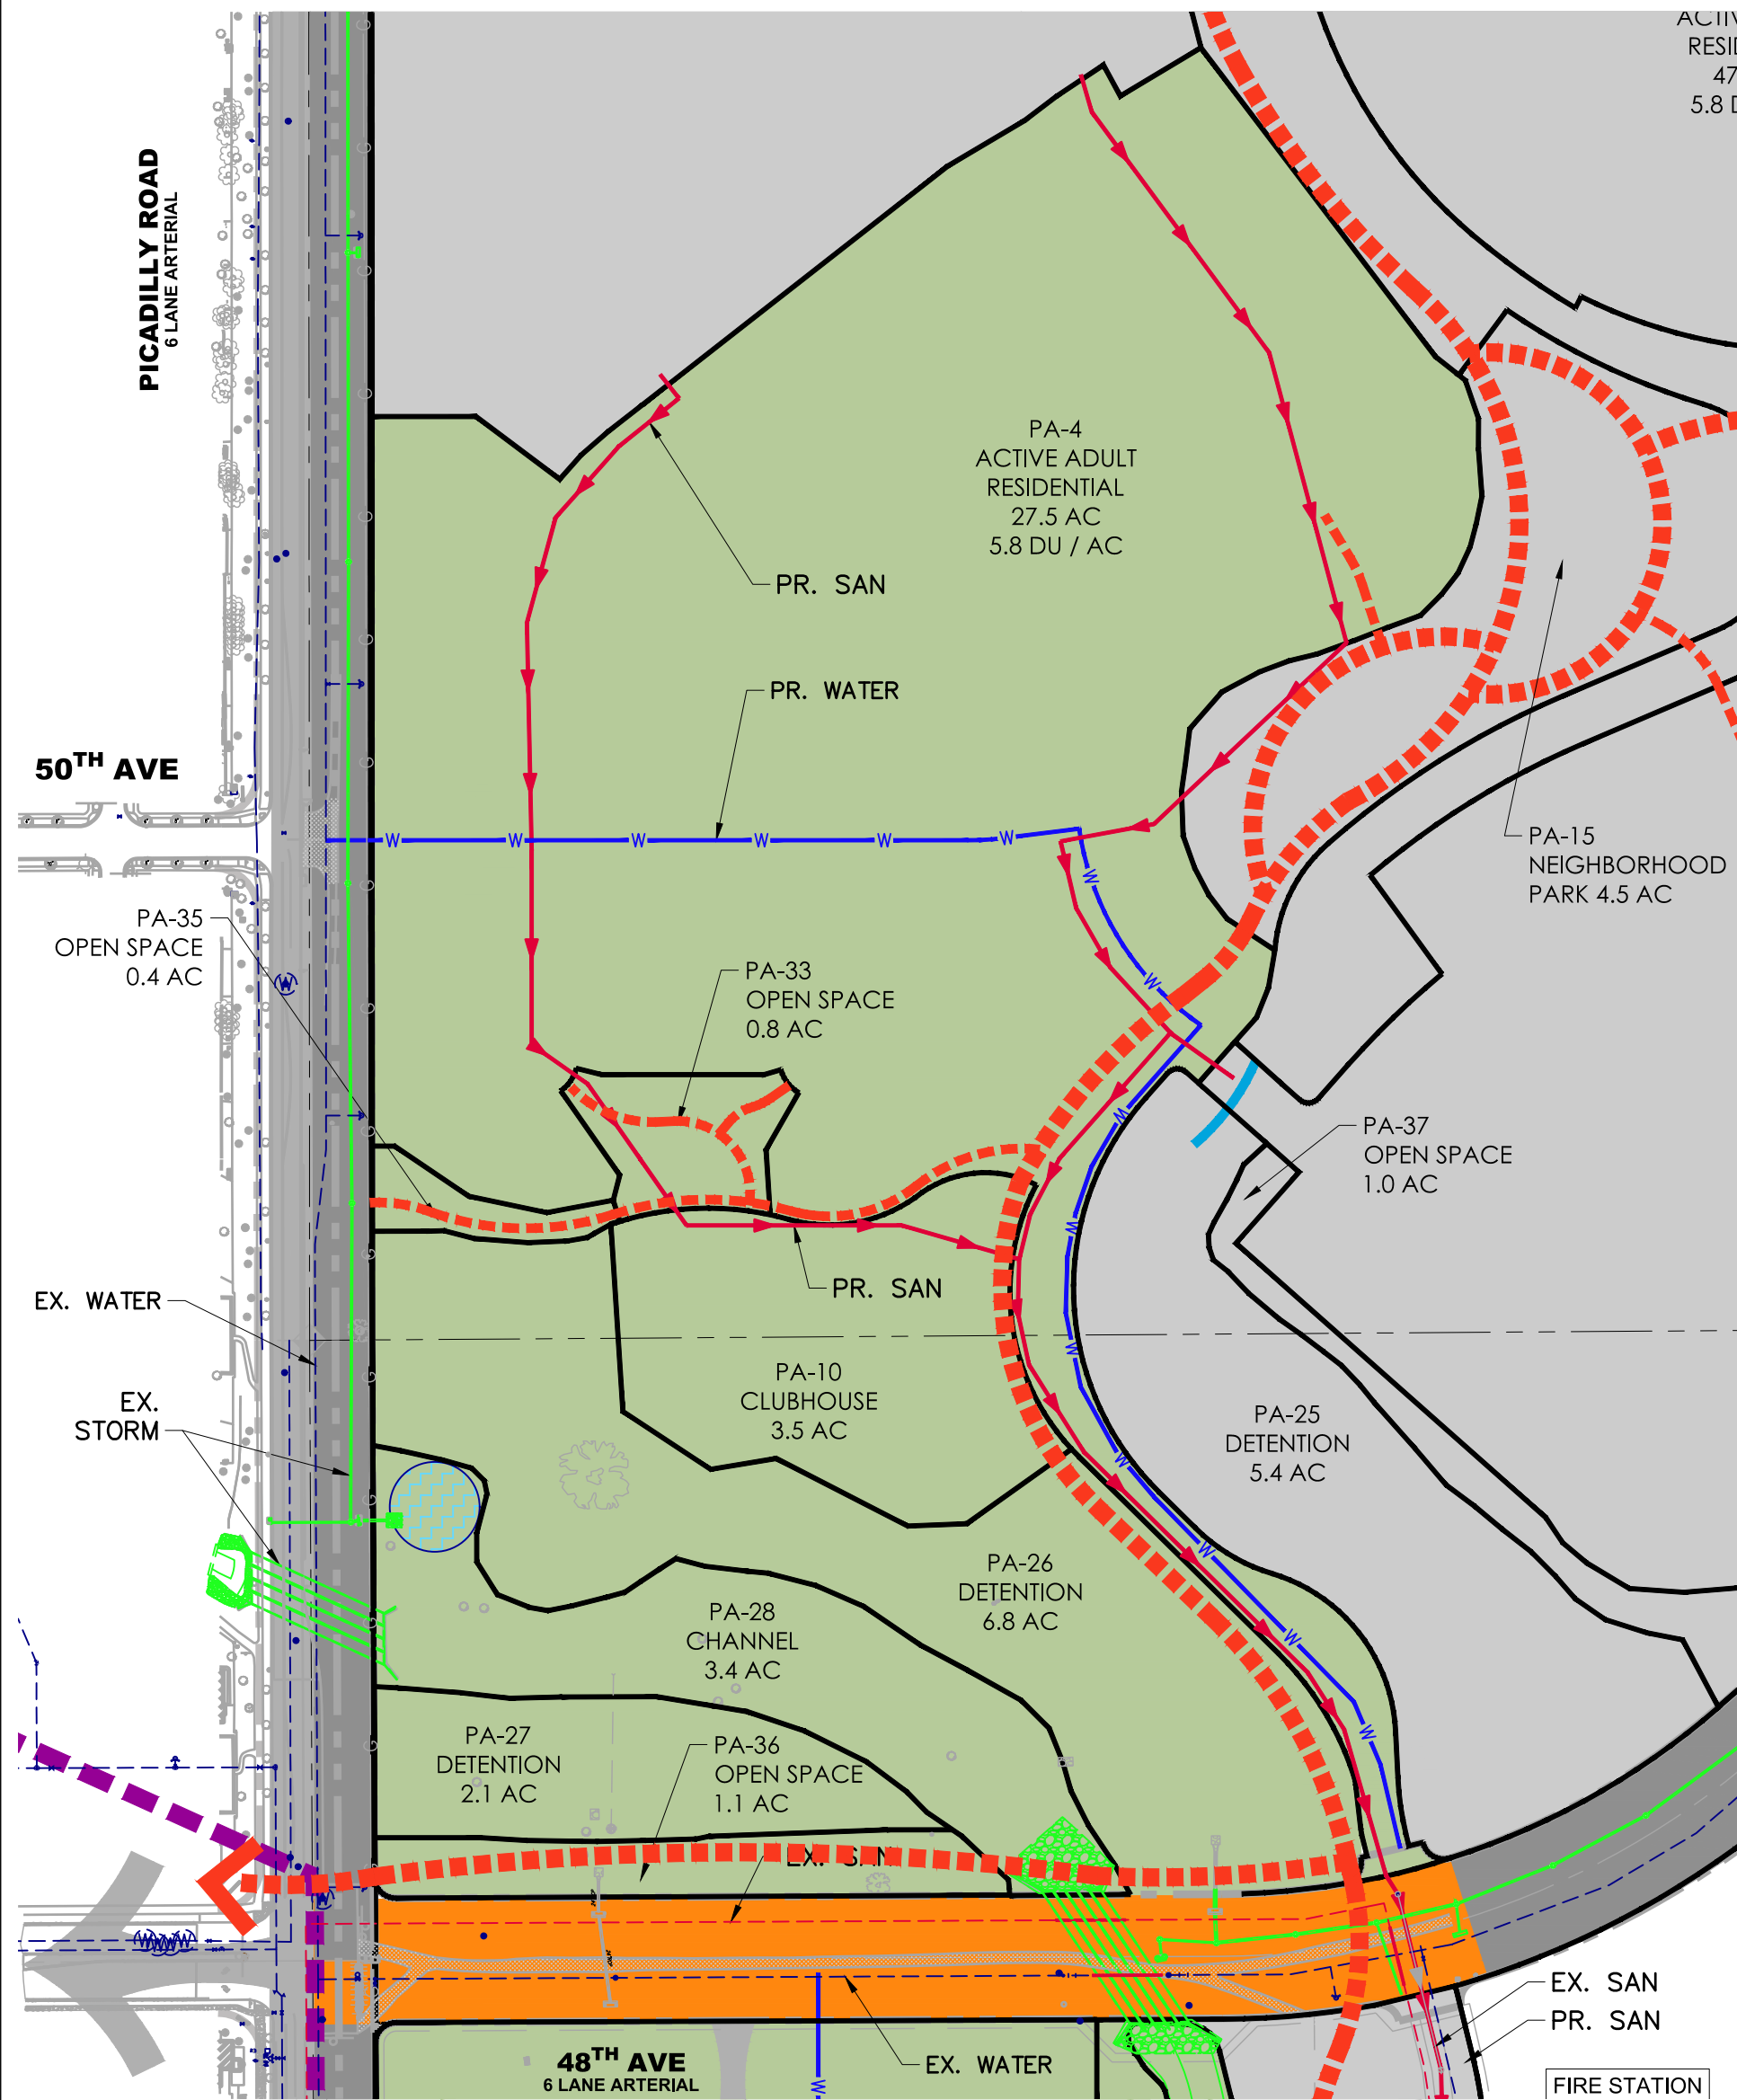 ACTIV
RESID
47
5.8 D
PICADILLY ROAD
6 LANE ARTERIAL
PA-4
ACTIVE ADULT
RESIDENTIAL
27.5 AC
5.8 DU / AC
PR. SAN
PR. WATER
50TH AVE
W W W W W W
PA-15
NEIGHBORHOOD
PARK 4.5 AC
PA-35
OPEN SPACE
0.4 AC
PA-33
OPEN SPACE
0.8 AC
PA-37
OPEN SPACE
1.0 AC
EX. WATER
PR. SAN
PA-10
CLUBHOUSE
3.5 AC
EX.
STORM
PA-25
DETENTION
5.4 AC
PA-26
DETENTION
6.8 AC
PA-28
CHANNEL
3.4 AC
PA-27
DETENTION
2.1 AC
PA-36
OPEN SPACE
1.1 AC
EX. SAN
EX. SAN
PR. SAN
48TH AVE
6 LANE ARTERIAL
EX. WATER
FIRE STATION